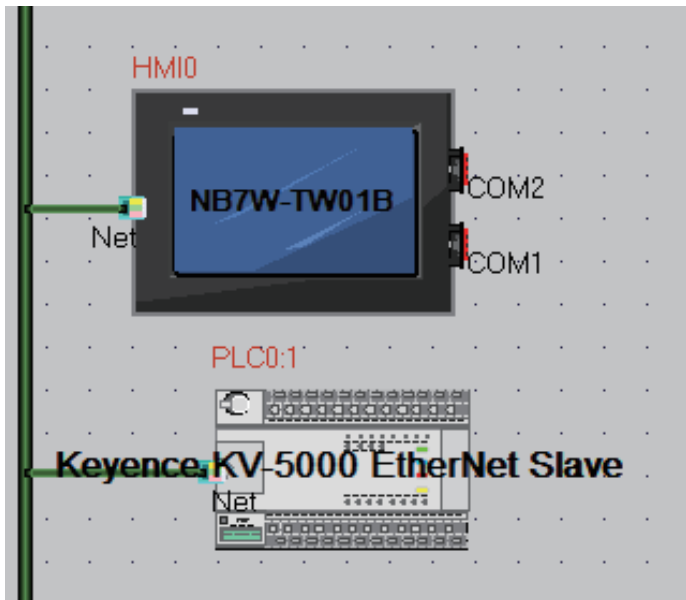 HMI0
NB7W-TW01B
COM2
Net
COM1
PLC0:1
Keyence KV-5000 EtherNet Slave
Net